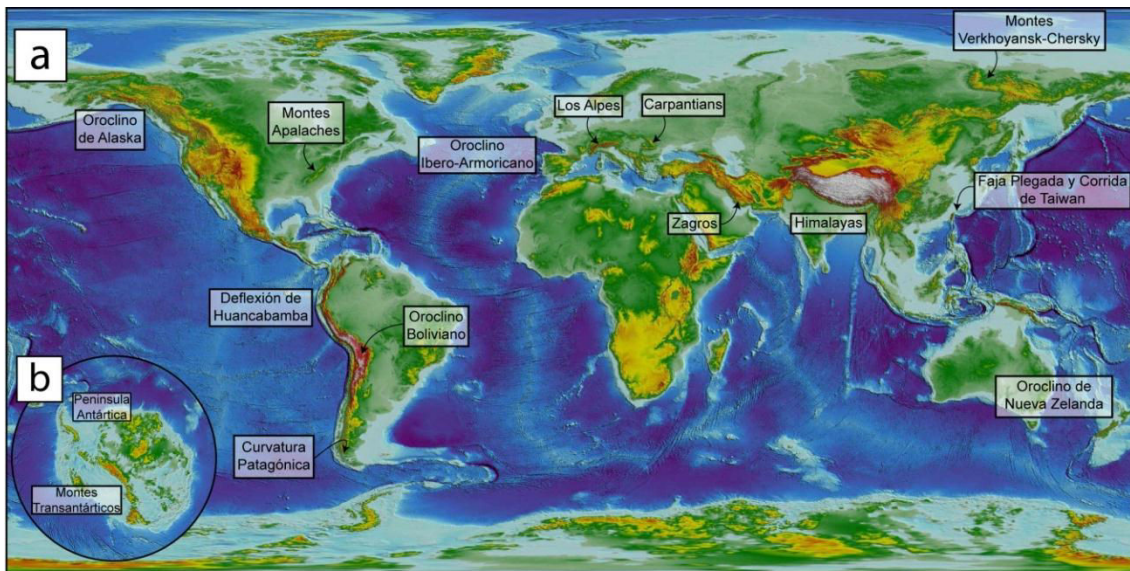 a
Montes
Verkhoyansk-Chersky
Oroclino
de Alaska
Montes
Apalaches
Los Alpes
Carpantians
Oroclino
Ibero-Armoricano
Zagros
Himalayas
Faja Plegada y Corrida
de Taiwan
Deflexión de
Huancabamba
Oroclino
Boliviano
Oroclino de
Nueva Zelanda
Curvatura
Patagónica
b
Peninsula
Antártica
Montes
Transantárticos